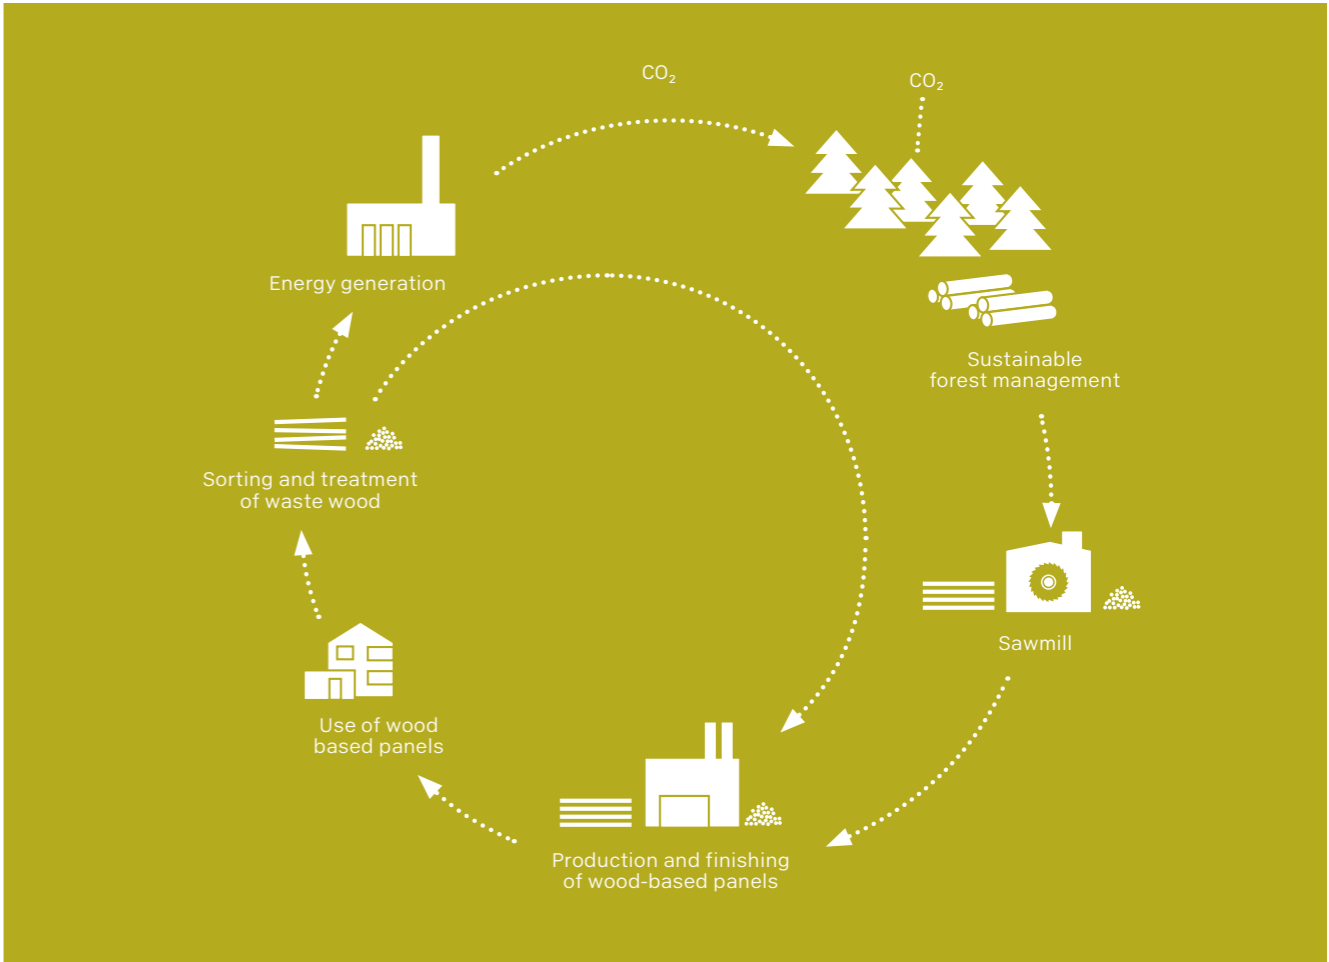 CO₂
CO₂
Energy generation
Sustainable
forest management
Sorting and treatment
of waste wood
Sawmill
Use of wood
based panels
Production and finishing
of wood-based panels